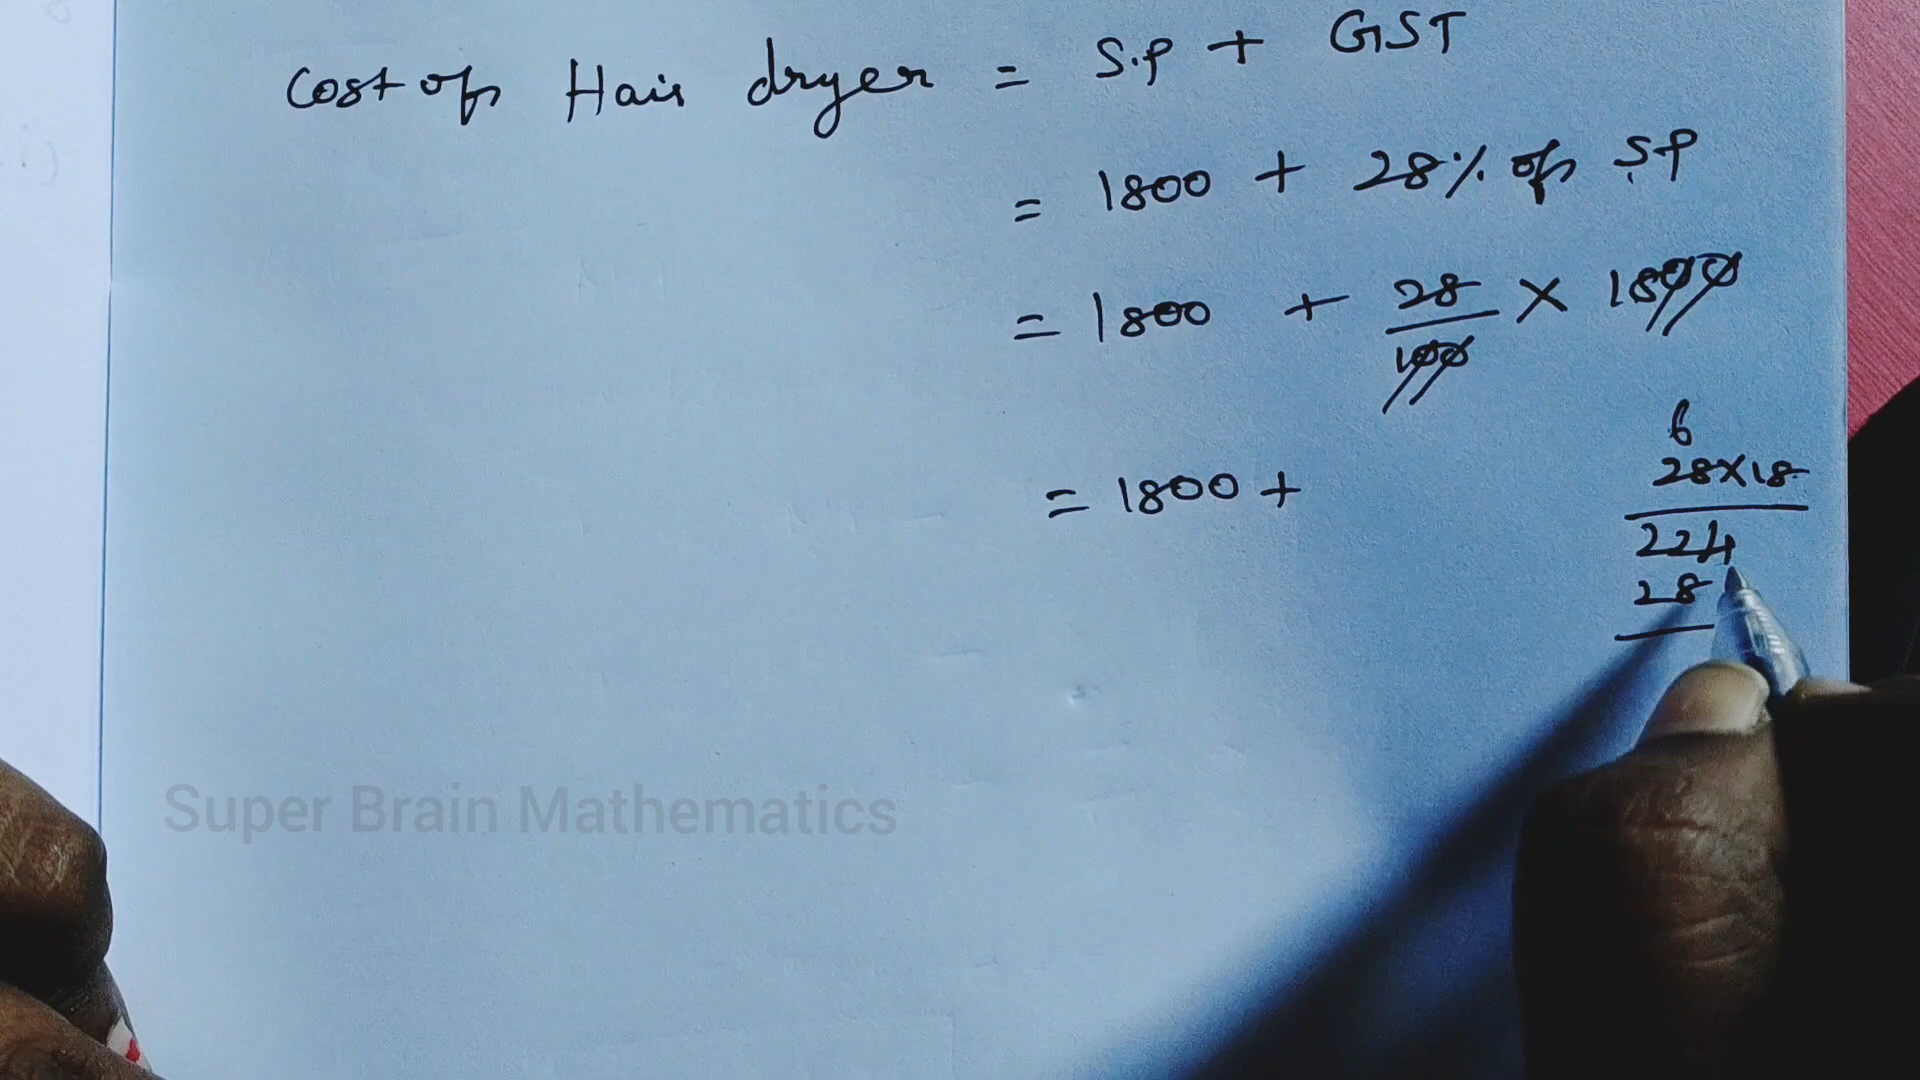 Cost of Hair dryer = S.P + GST
= 1800 + 28% of S.P
= 1800 + 28/100 × 1800
= 1800 +
6
28×18
224
28
Super Brain Mathematics